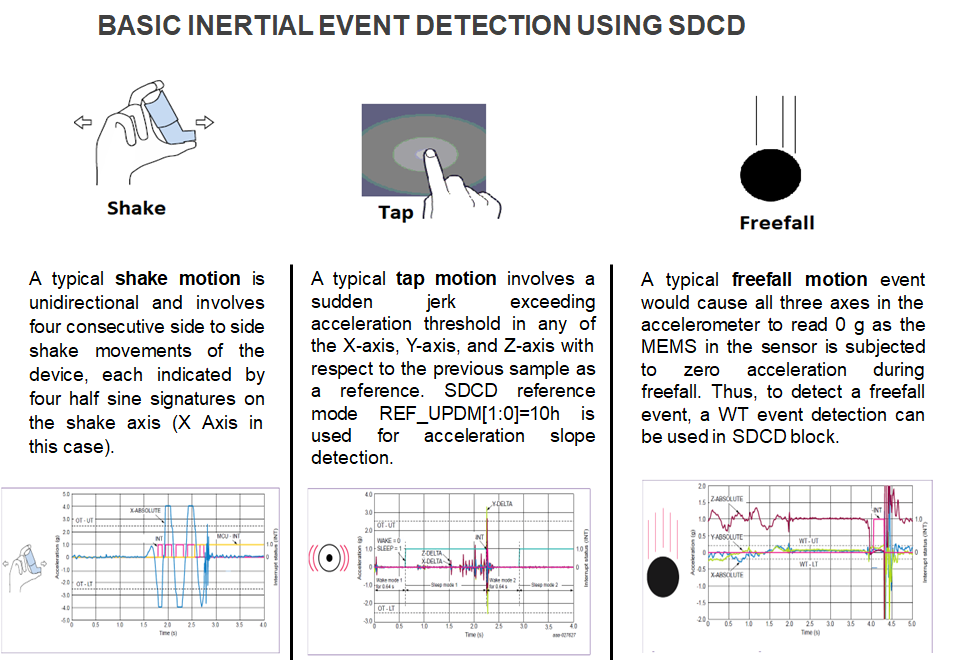 BASIC INERTIAL EVENT DETECTION USING SDCD
Shake
Tap
Freefall
A typical shake motion is
unidirectional and involves
four consecutive side to side
shake movements of the
device, each indicated by
four half sine signatures on
the shake axis (X Axis in
this case).
A typical tap motion involves a
sudden jerk exceeding
acceleration threshold in any of
the X-axis, Y-axis, and Z-axis with
respect to the previous sample as
a reference. SDCD reference
mode REF_UPDM[1:0]=10h is
used for acceleration slope
detection.
A typical freefall motion event
would cause all three axes in the
accelerometer to read 0 g as the
MEMS in the sensor is subjected
to zero acceleration during
freefall. Thus, to detect a freefall
event, a WT event detection can
be used in SDCD block.
5.0
4.0
3.0
2.0
1.0
0
-1.0
-2.0
-3.0
-4.0
-5.0
Acceleration (g)
X-ABSOLUTE
OT - UT
INT
MCU - INT
OT - LT
1.0
0
Interrupt status (INT)
0 0.5 1.0 1.5 2.0 2.5 3.0 3.5 4.0
Time (s)
4.0
3.0
2.0
1.0
0
-1.0
-2.0
-3.0
Acceleration (g)
Y-DELTA
OT - UT
WAKE = 0
SLEEP = 1
INT
Z-DELTA
X-DELTA
Wake mode 1
for 0.64 s
Sleep mode 1
Wake mode 2
for 0.64 s
Sleep mode 2
OT - LT
1.0
0
Interrupt status (INT)
0 0.5 1.0 1.5 2.0 2.5 3.0 3.5 4.0
Time (s)
aaa-027627
2.0
1.5
1.0
0.5
0
-0.5
-1.0
-1.5
-2.0
Acceleration (g)
Z-ABSOLUTE
INT
Y-ABSOLUTE
WT - UT
WT - LT
X-ABSOLUTE
1.0
0
Interrupt status (INT)
0 0.5 1.0 1.5 2.0 2.5 3.0 3.5 4.0 4.5 5.0
Time (s)